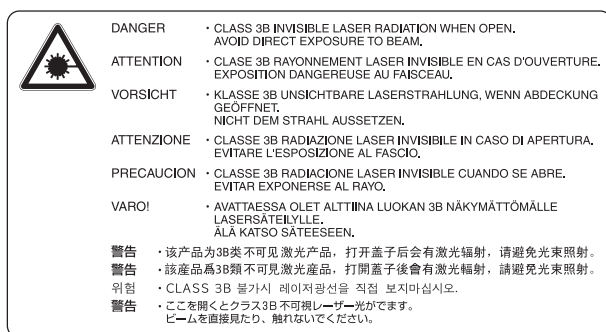 DANGER ・CLASS 3B INVISIBLE LASER RADIATION WHEN OPEN.
AVOID DIRECT EXPOSURE TO BEAM.
ATTENTION ・CLASE 3B RAYONNEMENT LASER INVISIBLE EN CAS D'OUVERTURE.
EXPOSITION DANGEREUSE AU FAISCEAU.
VORSICHT ・KLASSE 3B UNSICHTBARE LASERSTRAHLUNG, WENN ABDECKUNG
GEÖFFNET.
NICHT DEM STRAHL AUSSETZEN.
ATTENZIONE ・CLASSE 3B RADIAZIONE LASER INVISIBILE IN CASO DI APERTURA.
EVITARE L'ESPOSIZIONE AL FASCIO.
PRECAUCION ・CLASSE 3B RADIACIONE LASER INVISIBLE CUANDO SE ABRE.
EVITAR EXPONERSE AL RAYO.
VARO! ・AVATTAESSA OLET ALTTIINA LUOKAN 3B NÄKYMÄTTÖMÄLLE
LASERSÄTEILYLLE.
ÄLÄ KATSO SÄTEESEEN.
警告 ・该产品为3B类不可见激光产品，打开盖子后会有激光辐射，请避免光束照射.
警告 ・該産品爲3B類不可見激光産品，打開蓋子後會有激光輻射，請避免光束照射.
위험 ・CLASS 3B 불가시 레이저광선을 직접 보지마십시오.
警告 ・ここを開くとクラス3B不可視レーザー光がでます。
ビームを直接見たり、触れないでください。